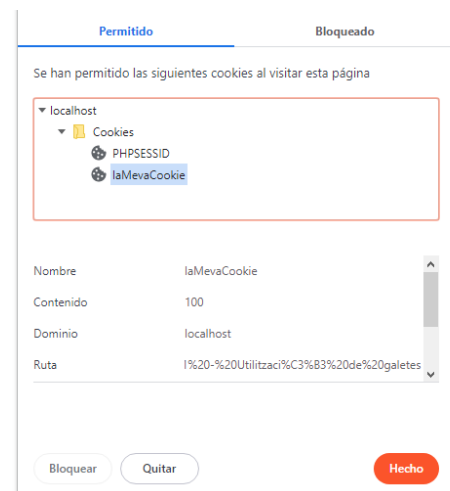 Permitido Bloqueado
Se han permitido las siguientes cookies al visitar esta página
localhost
Cookies
PHPSESSID
laMevaCookie
Nombre laMevaCookie
Contenido 100
Dominio localhost
Ruta l%20-%20Utilitzaci%C3%B3%20de%20galetes
Bloquear Quitar Hecho